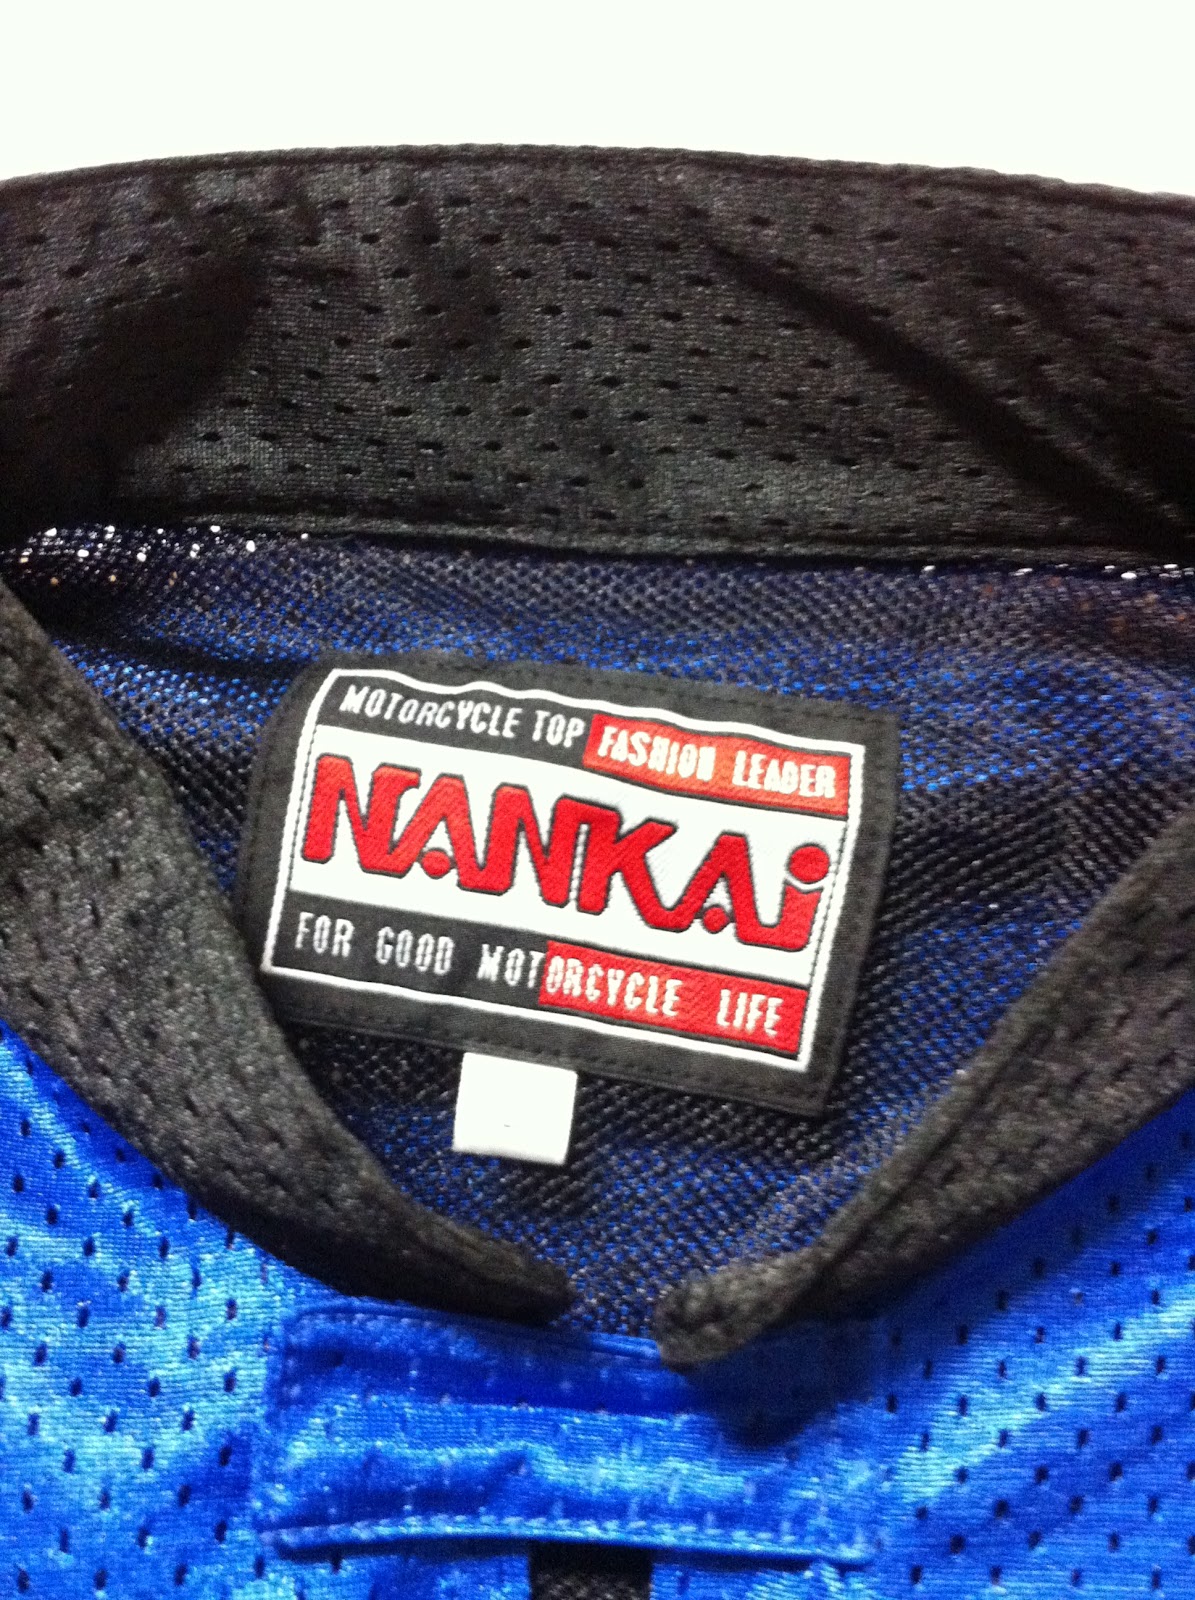 MOTORCYCLE TOP FASHION LEADER
NANKAi
FOR GOOD MOTORCYCLE LIFE